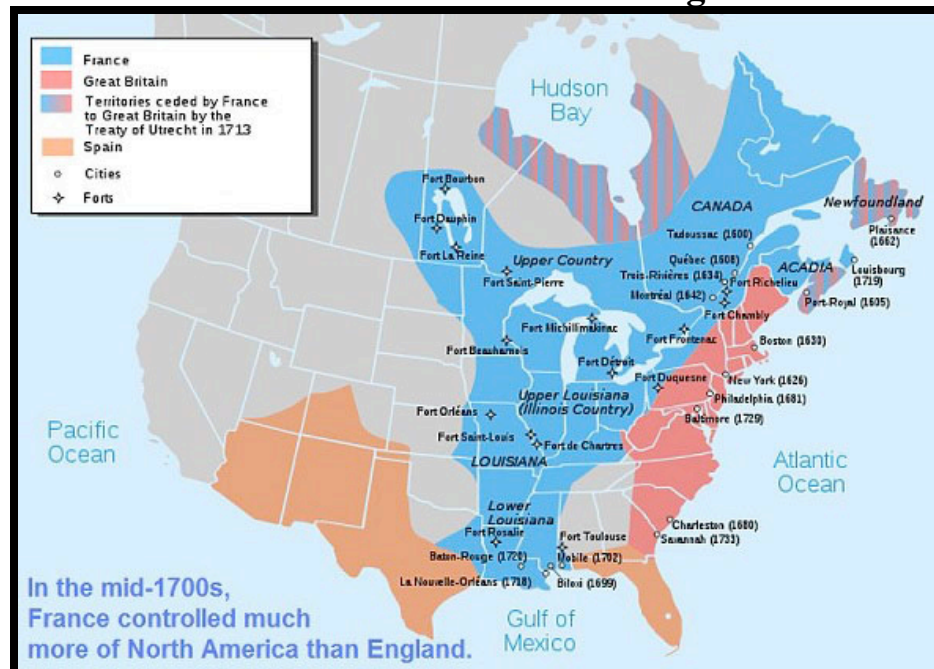 France
Great Britain
Territories ceded by France
to Great Britain by the
Treaty of Utrecht in 1713
Spain
Cities
Forts
Hudson
Bay
Fort Bourbon
Fort Dauphin
Fort La Reine
Upper Country
Fort Saint-Pierre
CANADA
Newfoundland
Plaisance
(1662)
Tadoussac (1600)
Québec (1608)
ACADIA
Louisbourg
(1719)
Trois-Rivières (1634)
Fort Richelieu
Montréal (1642)
Port-Royal (1605)
Fort Chambly
Fort Michillimakinac
Fort Frontenac
Boston (1630)
Fort Beauharnois
Fort Détroit
Fort Duquesne
New York (1626)
Upper Louisiana
(Illinois Country)
Philadelphia (1681)
Baltimore (1729)
Fort Orléans
Pacific
Ocean
Fort Saint-Louis
Fort de Chartres
LOUISIANA
Atlantic
Ocean
Lower
Louisiana
Fort Rosalie
Fort Toulouse
Charleston (1680)
Savannah (1733)
Baton-Rouge (1720)
Mobile (1702)
La Nouvelle-Orléans (1718)
Biloxi (1699)
Gulf of
Mexico
In the mid-1700s,
France controlled much
more of North America than England.